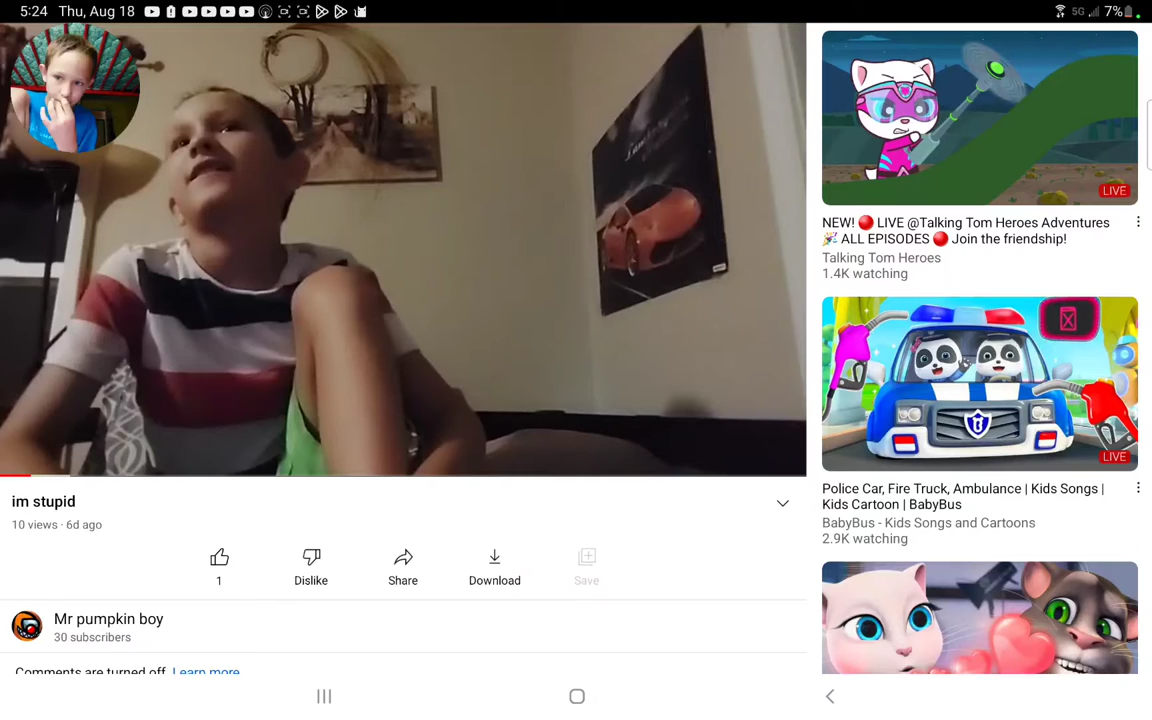 5:24 Thu, Aug 18
5G 7%
im stupid
10 views · 6d ago
1
Dislike
Share
Download
Save
Mr pumpkin boy
30 subscribers
Comments are turned off. Learn more
LIVE
NEW! 🔴 LIVE @Talking Tom Heroes Adventures
🎉 ALL EPISODES 🔴 Join the friendship!
Talking Tom Heroes
1.4K watching
LIVE
Police Car, Fire Truck, Ambulance | Kids Songs |
Kids Cartoon | BabyBus
BabyBus - Kids Songs and Cartoons
2.9K watching